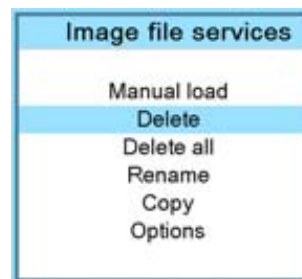 Image file services
Manual load
Delete
Delete all
Rename
Copy
Options